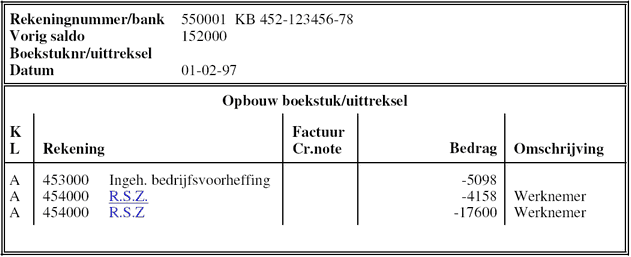 Rekeningnummer/bank 550001 KB 452-123456-78
Vorig saldo 152000
Boekstuknr/uittreksel
Datum 01-02-97
Opbouw boekstuk/uittreksel
K Factuur
L Rekening Cr.note Bedrag Omschrijving
A 453000 Ingeh. bedrijfsvoorheffing -5098
A 454000 R.S.Z. -4158 Werknemer
A 454000 R.S.Z -17600 Werknemer